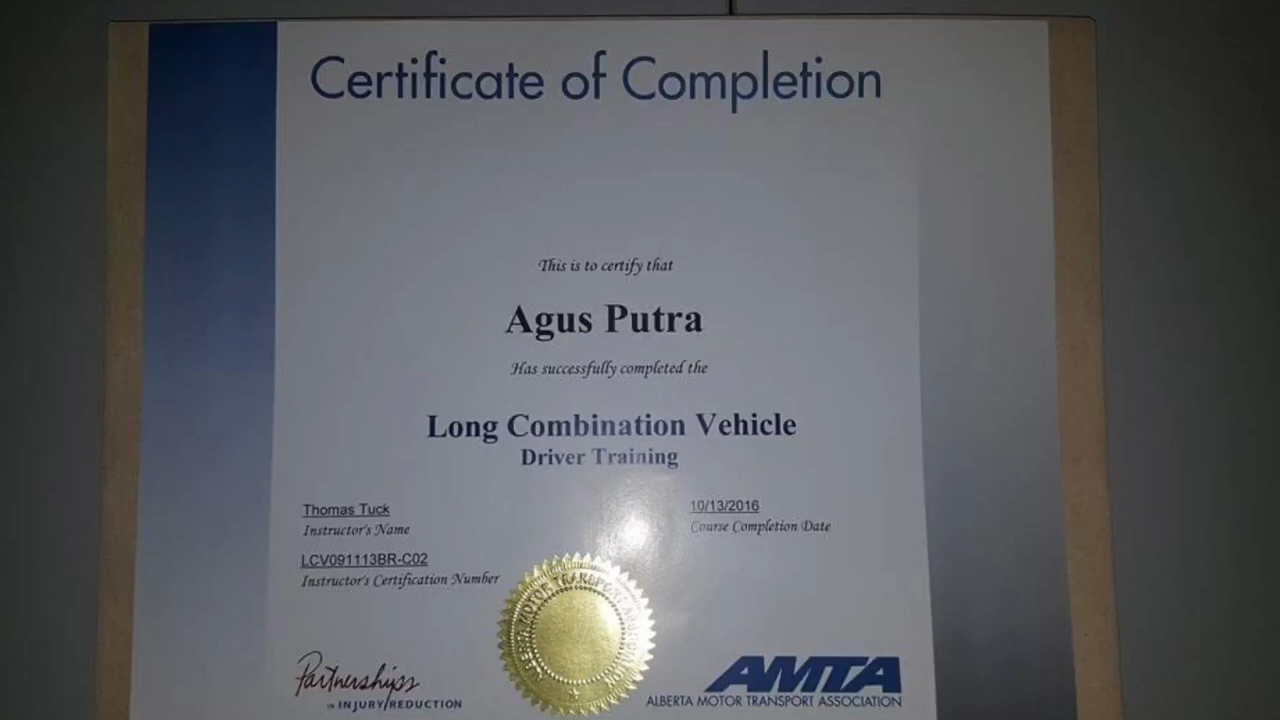 Certificate of Completion
This is to certify that
Agus Putra
Has successfully completed the
Long Combination Vehicle
Driver Training
Thomas Tuck
Instructor's Name
10/13/2016
Course Completion Date
LCV091113BR-C02
Instructor's Certification Number
MOTOR TRANSPORT
Partnerships
IN INJURY REDUCTION
AMTA
ALBERTA MOTOR TRANSPORT ASSOCIATION